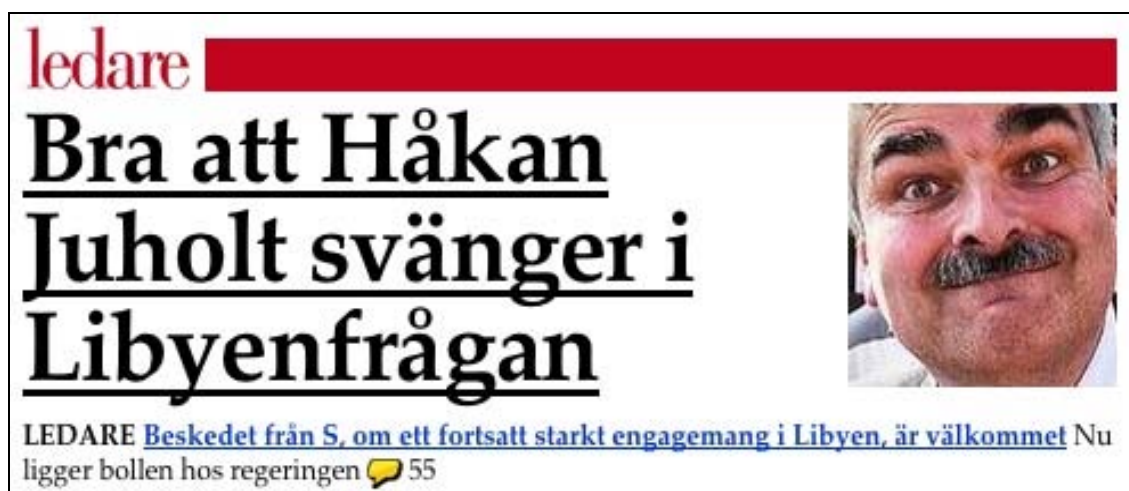 ledare
Bra att Håkan
Juholt svänger i
Libyenfrågan
LEDARE Beskedet från S, om ett fortsatt starkt engagemang i Libyen, är välkommet Nu
ligger bollen hos regeringen 55